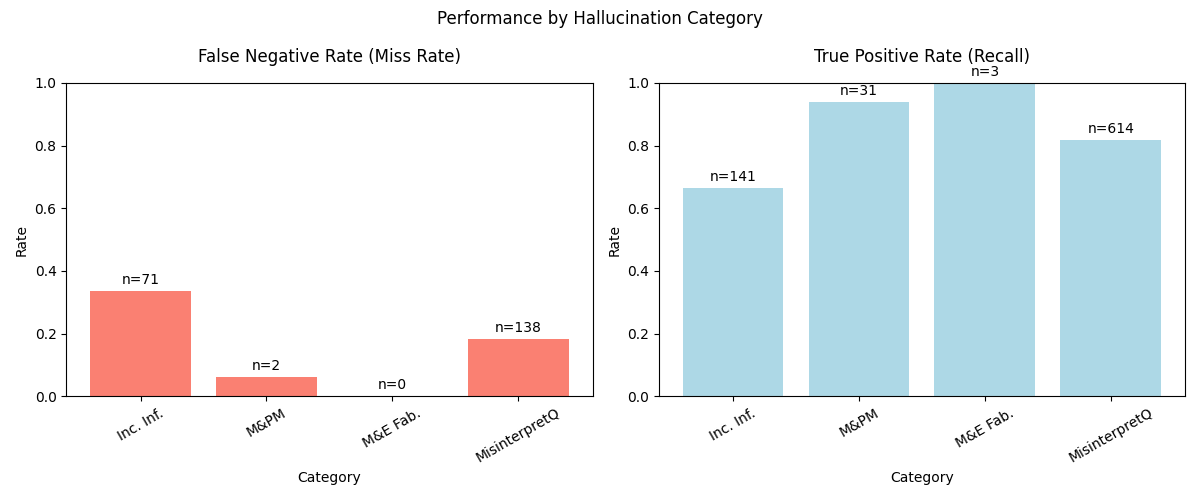 Performance by Hallucination Category
False Negative Rate (Miss Rate)
1.0
0.8
0.6
0.4
0.2
0.0
Rate
n=71
n=2
n=0
n=138
Inc. Inf.
M&PM
M&E Fab.
MisinterpretQ
Category
True Positive Rate (Recall)
1.0
0.8
0.6
0.4
0.2
0.0
Rate
n=141
n=31
n=3
n=614
Inc. Inf.
M&PM
M&E Fab.
MisinterpretQ
Category